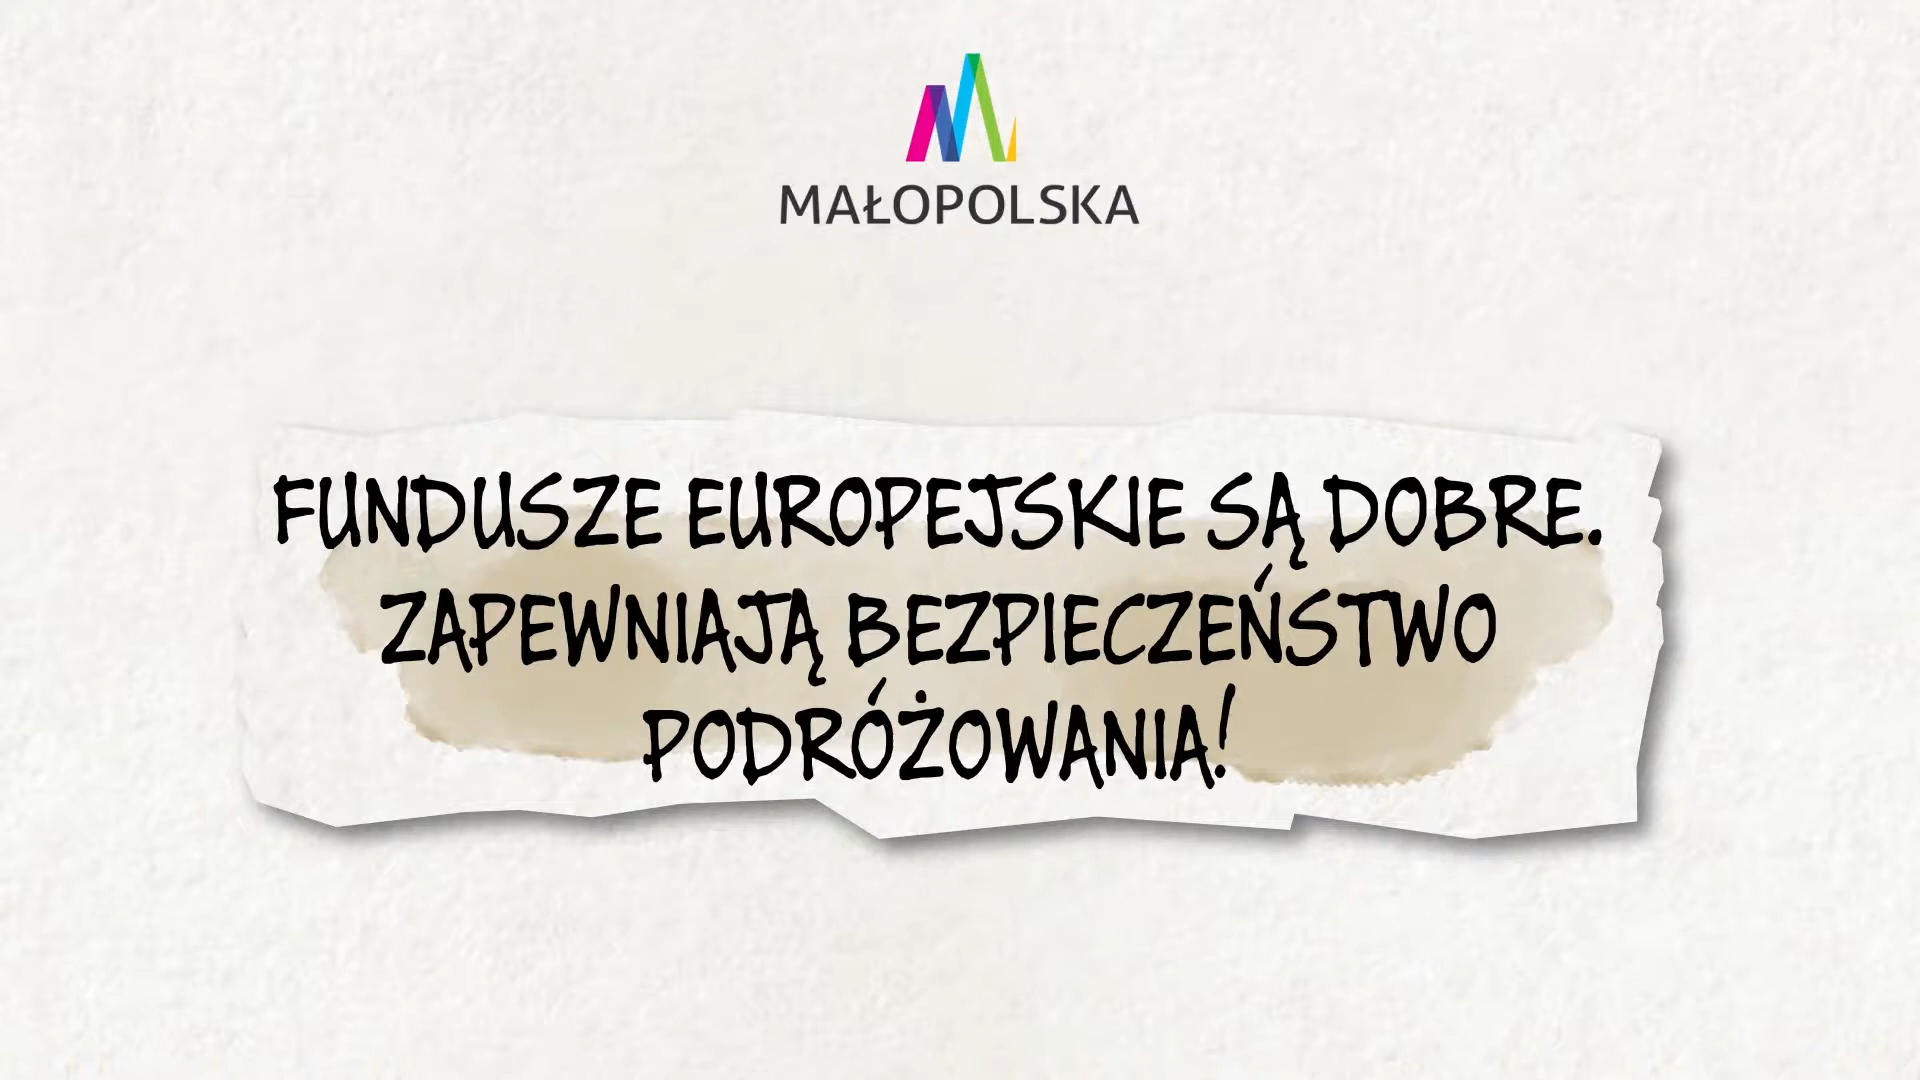 MAŁOPOLSKA
FUNDUSZE EUROPEJSKIE SĄ DOBRE.
ZAPEWNIAJĄ BEZPIECZEŃSTWO
PODRÓŻOWANIA!